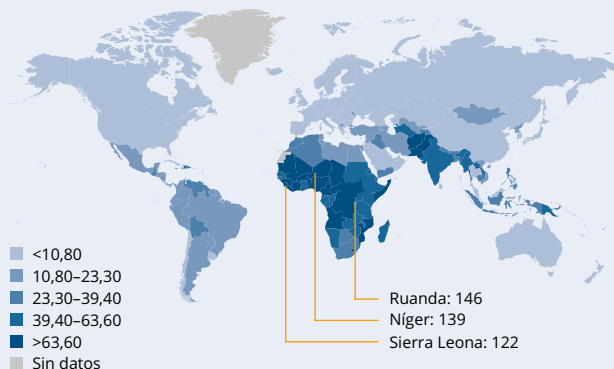 <10,80
10,80–23,30
23,30–39,40
39,40–63,60
>63,60
Sin datos
Ruanda: 146
Níger: 139
Sierra Leona: 122